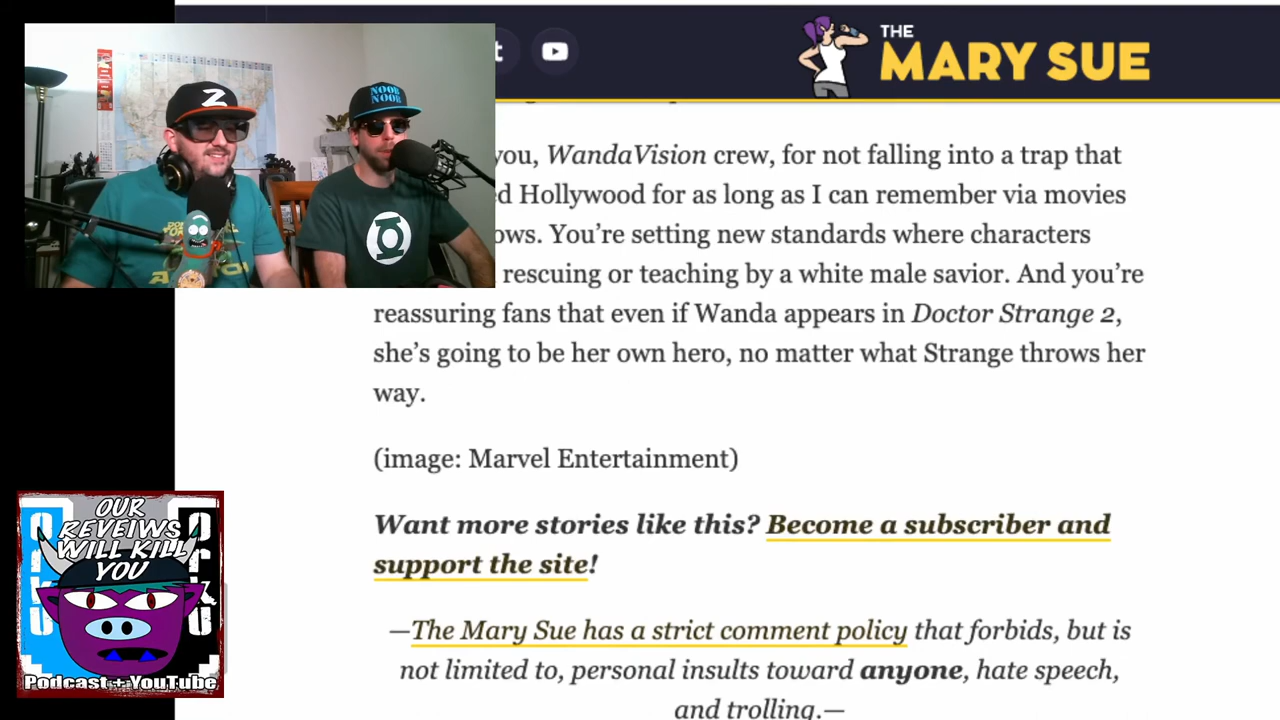 THE
MARY SUE
t
you, WandaVision crew, for not falling into a trap that
ed Hollywood for as long as I can remember via movies
ows. You're setting new standards where characters
rescuing or teaching by a white male savior. And you're
reassuring fans that even if Wanda appears in Doctor Strange 2,
she's going to be her own hero, no matter what Strange throws her
way.
(image: Marvel Entertainment)
Want more stories like this? Become a subscriber and
support the site!
—The Mary Sue has a strict comment policy that forbids, but is
not limited to, personal insults toward anyone, hate speech,
and trolling.—
Z
NOOB
NOOB
OUR
REVEIWS
WILL KILL
YOU
Podcast + YouTube